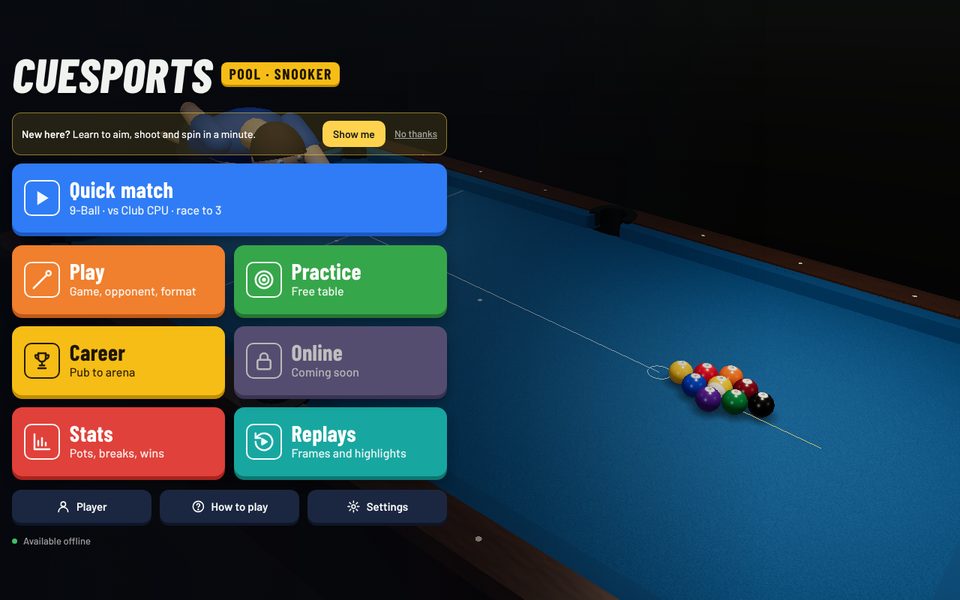 CUESPORTS
POOL · SNOOKER
New here? Learn to aim, shoot and spin in a minute.
Show me
No thanks
Quick match
9-Ball · vs Club CPU · race to 3
Play
Game, opponent, format
Practice
Free table
Career
Pub to arena
Online
Coming soon
Stats
Pots, breaks, wins
Replays
Frames and highlights
Player
How to play
Settings
Available offline